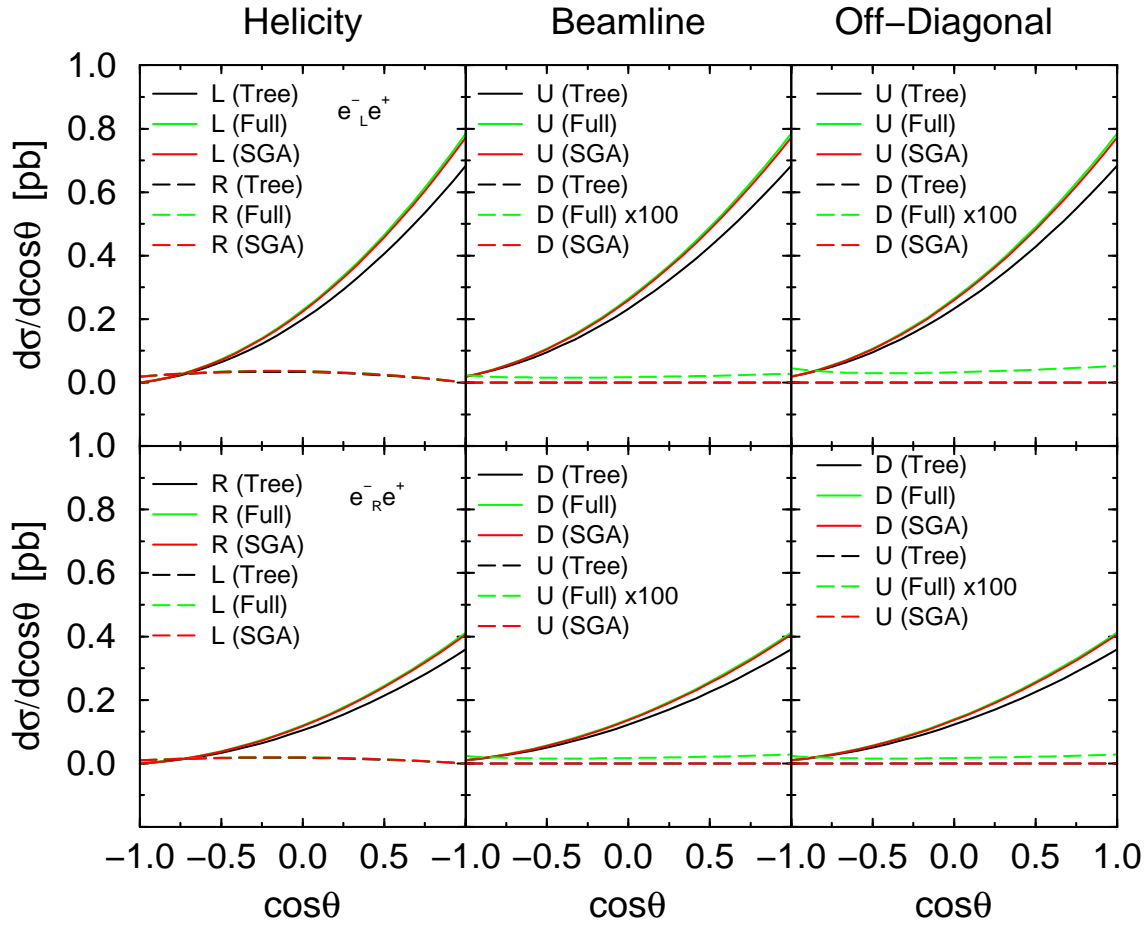 Helicity Beamline Off−Diagonal
1.0
0.8
0.6
0.4
0.2
0.0
dσ/dcosθ [pb]
L (Tree)
L (Full)
L (SGA)
R (Tree)
R (Full)
R (SGA)
e⁻Le⁺
U (Tree)
U (Full)
U (SGA)
D (Tree)
D (Full) x100
D (SGA)
U (Tree)
U (Full)
U (SGA)
D (Tree)
D (Full) x100
D (SGA)
1.0
0.8
0.6
0.4
0.2
0.0
dσ/dcosθ [pb]
R (Tree)
R (Full)
R (SGA)
L (Tree)
L (Full)
L (SGA)
e⁻Re⁺
D (Tree)
D (Full)
D (SGA)
U (Tree)
U (Full) x100
U (SGA)
D (Tree)
D (Full)
D (SGA)
U (Tree)
U (Full) x100
U (SGA)
−1.0 −0.5 0.0 0.5 −1.0 −0.5 0.0 0.5 −1.0 −0.5 0.0 0.5 1.0
cosθ cosθ cosθ